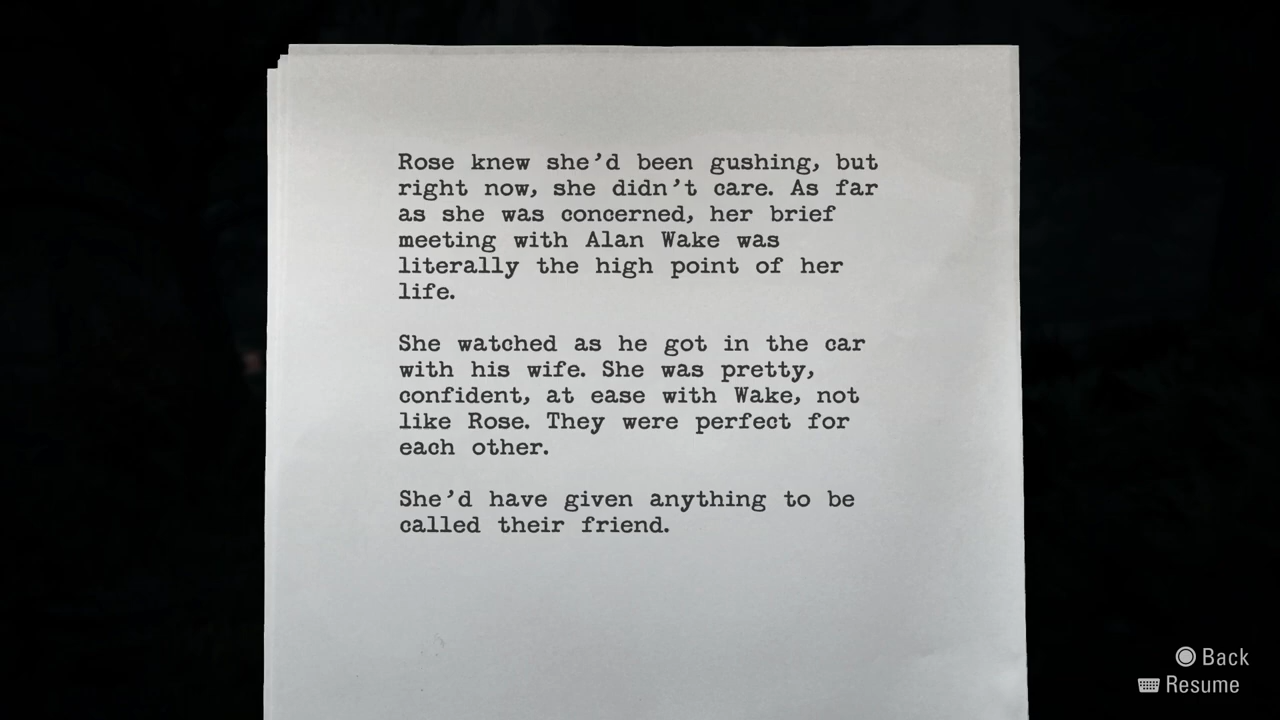 Rose knew she’d been gushing, but
right now, she didn’t care. As far
as she was concerned, her brief
meeting with Alan Wake was
literally the high point of her
life.
She watched as he got in the car
with his wife. She was pretty,
confident, at ease with Wake, not
like Rose. They were perfect for
each other.
She’d have given anything to be
called their friend.
Back
Resume